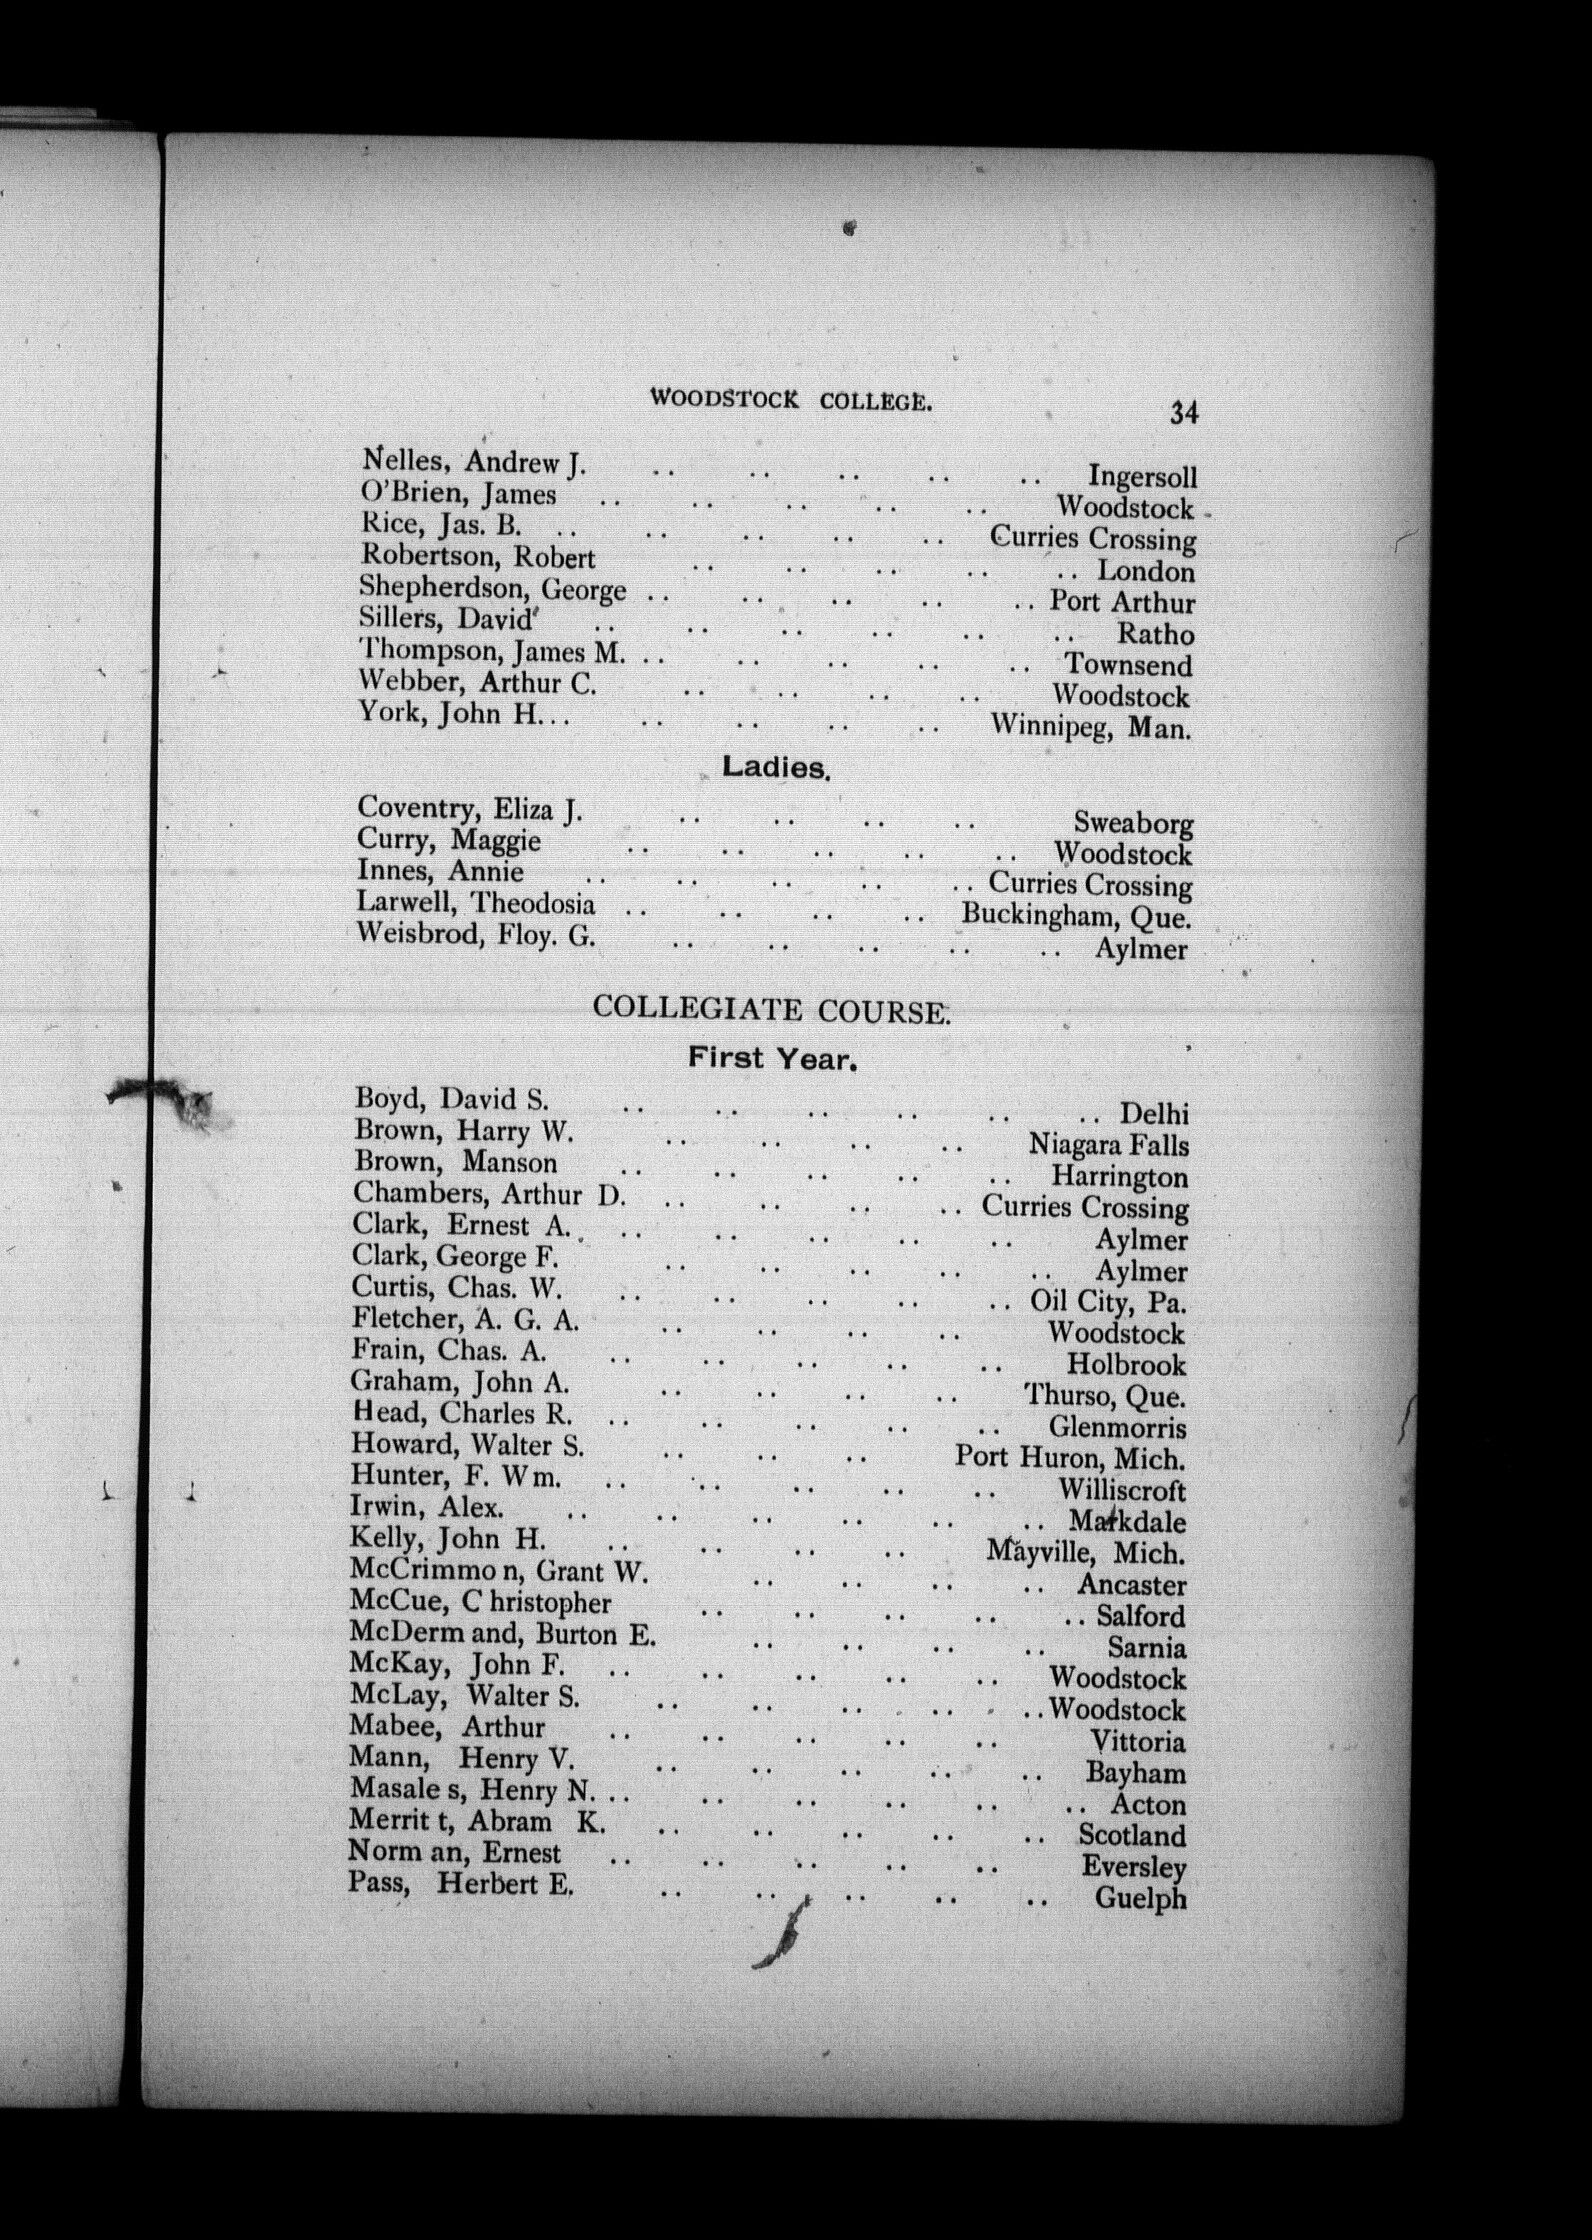 WOODSTOCK COLLEGE. 34
Nelles, Andrew J. .. .. .. .. .. Ingersoll
O'Brien, James .. .. .. .. .. Woodstock
Rice, Jas. B. .. .. .. .. .. Curries Crossing
Robertson, Robert .. .. .. .. .. London
Shepherdson, George .. .. .. .. .. Port Arthur
Sillers, David .. .. .. .. .. .. Ratho
Thompson, James M. .. .. .. .. .. Townsend
Webber, Arthur C. .. .. .. .. Woodstock
York, John H. .. .. .. .. .. Winnipeg, Man.
Ladies.
Coventry, Eliza J. .. .. .. .. Sweaborg
Curry, Maggie .. .. .. .. .. Woodstock
Innes, Annie .. .. .. .. .. Curries Crossing
Larwell, Theodosia .. .. .. .. Buckingham, Que.
Weisbrod, Floy. G. .. .. .. .. .. Aylmer
COLLEGIATE COURSE.
First Year.
Boyd, David S. .. .. .. .. .. .. Delhi
Brown, Harry W. .. .. .. .. Niagara Falls
Brown, Manson .. .. .. .. .. Harrington
Chambers, Arthur D. .. .. .. .. Curries Crossing
Clark, Ernest A. .. .. .. .. .. Aylmer
Clark, George F. .. .. .. .. .. Aylmer
Curtis, Chas. W. .. .. .. .. .. Oil City, Pa.
Fletcher, A. G. A. .. .. .. .. Woodstock
Frain, Chas. A. .. .. .. .. .. Holbrook
Graham, John A. .. .. .. .. Thurso, Que.
Head, Charles R. .. .. .. .. .. Glenmorris
Howard, Walter S. .. .. .. Port Huron, Mich.
Hunter, F. Wm. .. .. .. .. .. Williscroft
Irwin, Alex. .. .. .. .. .. .. Markdale
Kelly, John H. .. .. .. .. Mayville, Mich.
McCrimmon, Grant W. .. .. .. .. Ancaster
McCue, Christopher .. .. .. .. .. Salford
McDermand, Burton E. .. .. .. .. Sarnia
McKay, John F. .. .. .. .. .. Woodstock
McLay, Walter S. .. .. .. .. .. Woodstock
Mabee, Arthur .. .. .. .. .. Vittoria
Mann, Henry V. .. .. .. .. .. Bayham
Masales, Henry N. .. .. .. .. .. .. Acton
Merritt, Abram K. .. .. .. .. .. Scotland
Norman, Ernest .. .. .. .. .. Eversley
Pass, Herbert E. .. .. .. .. .. Guelph